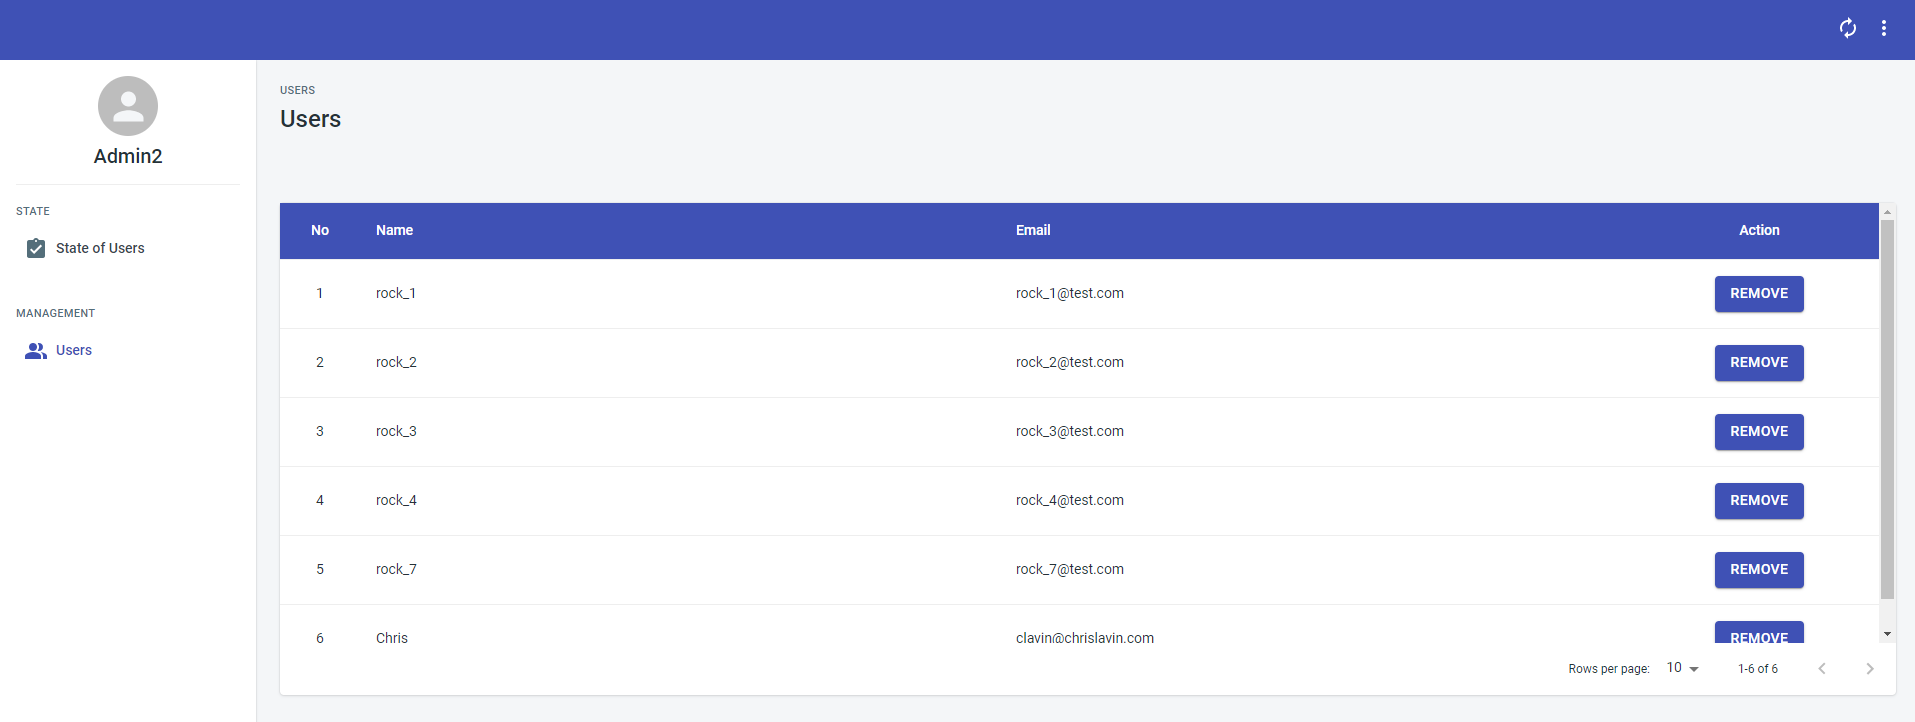 Admin2
STATE
State of Users
MANAGEMENT
Users
USERS
Users
No Name Email Action
1 rock_1 rock_1@test.com REMOVE
2 rock_2 rock_2@test.com REMOVE
3 rock_3 rock_3@test.com REMOVE
4 rock_4 rock_4@test.com REMOVE
5 rock_7 rock_7@test.com REMOVE
6 Chris clavin@chrislavin.com REMOVE
Rows per page: 10 1-6 of 6